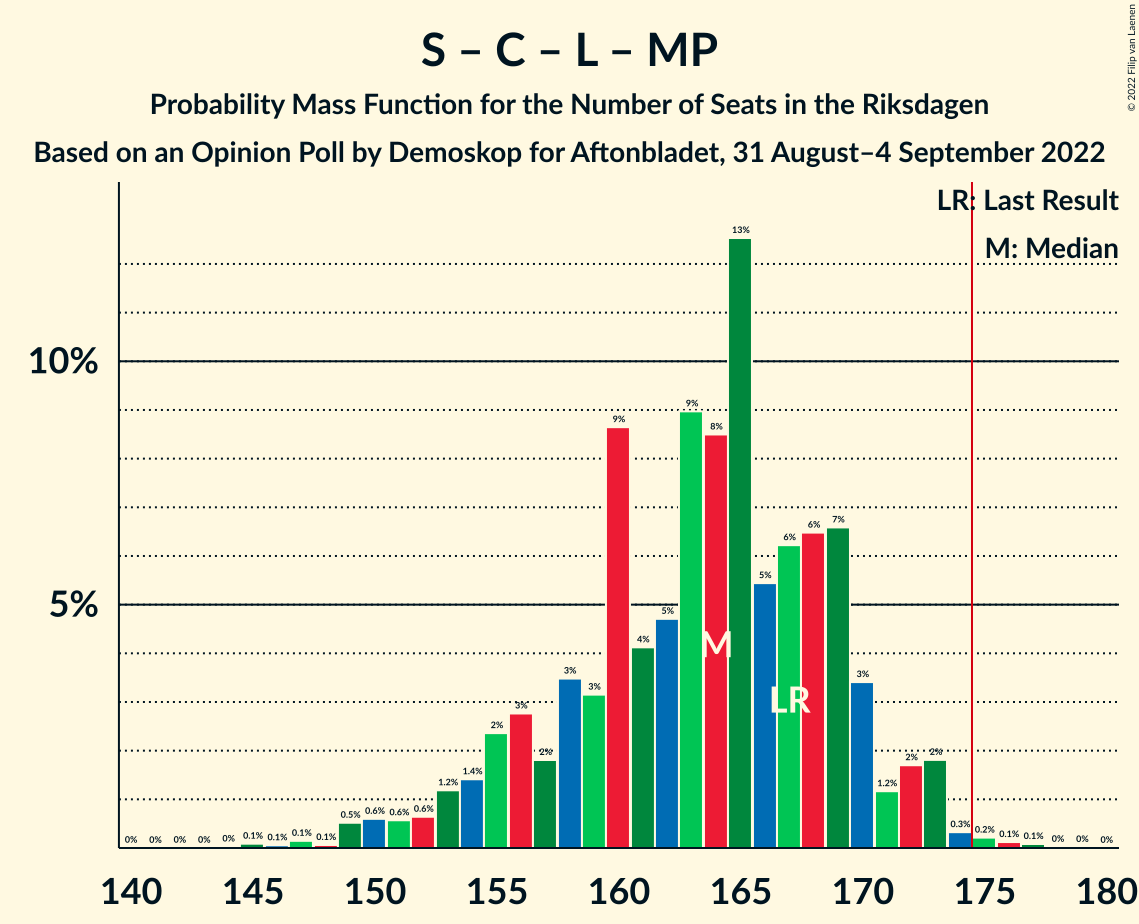 S – C – L – MP
Probability Mass Function for the Number of Seats in the Riksdagen
Based on an Opinion Poll by Demoskop for Aftonbladet, 31 August–4 September 2022
© 2022 Filip van Laenen
LR: Last Result
M: Median
10%
5%
0% 0% 0% 0% 0% 0.1% 0.1% 0.1% 0.1% 0.5% 0.6% 0.6% 0.6% 1.2% 1.4% 2% 3% 2% 3% 3% 9% 4% 5% 9% 8% 13% 5% 6% 6% 7% 3% 1.2% 2% 2% 0.3% 0.2% 0.1% 0.1% 0% 0% 0%
M
LR
140 145 150 155 160 165 170 175 180